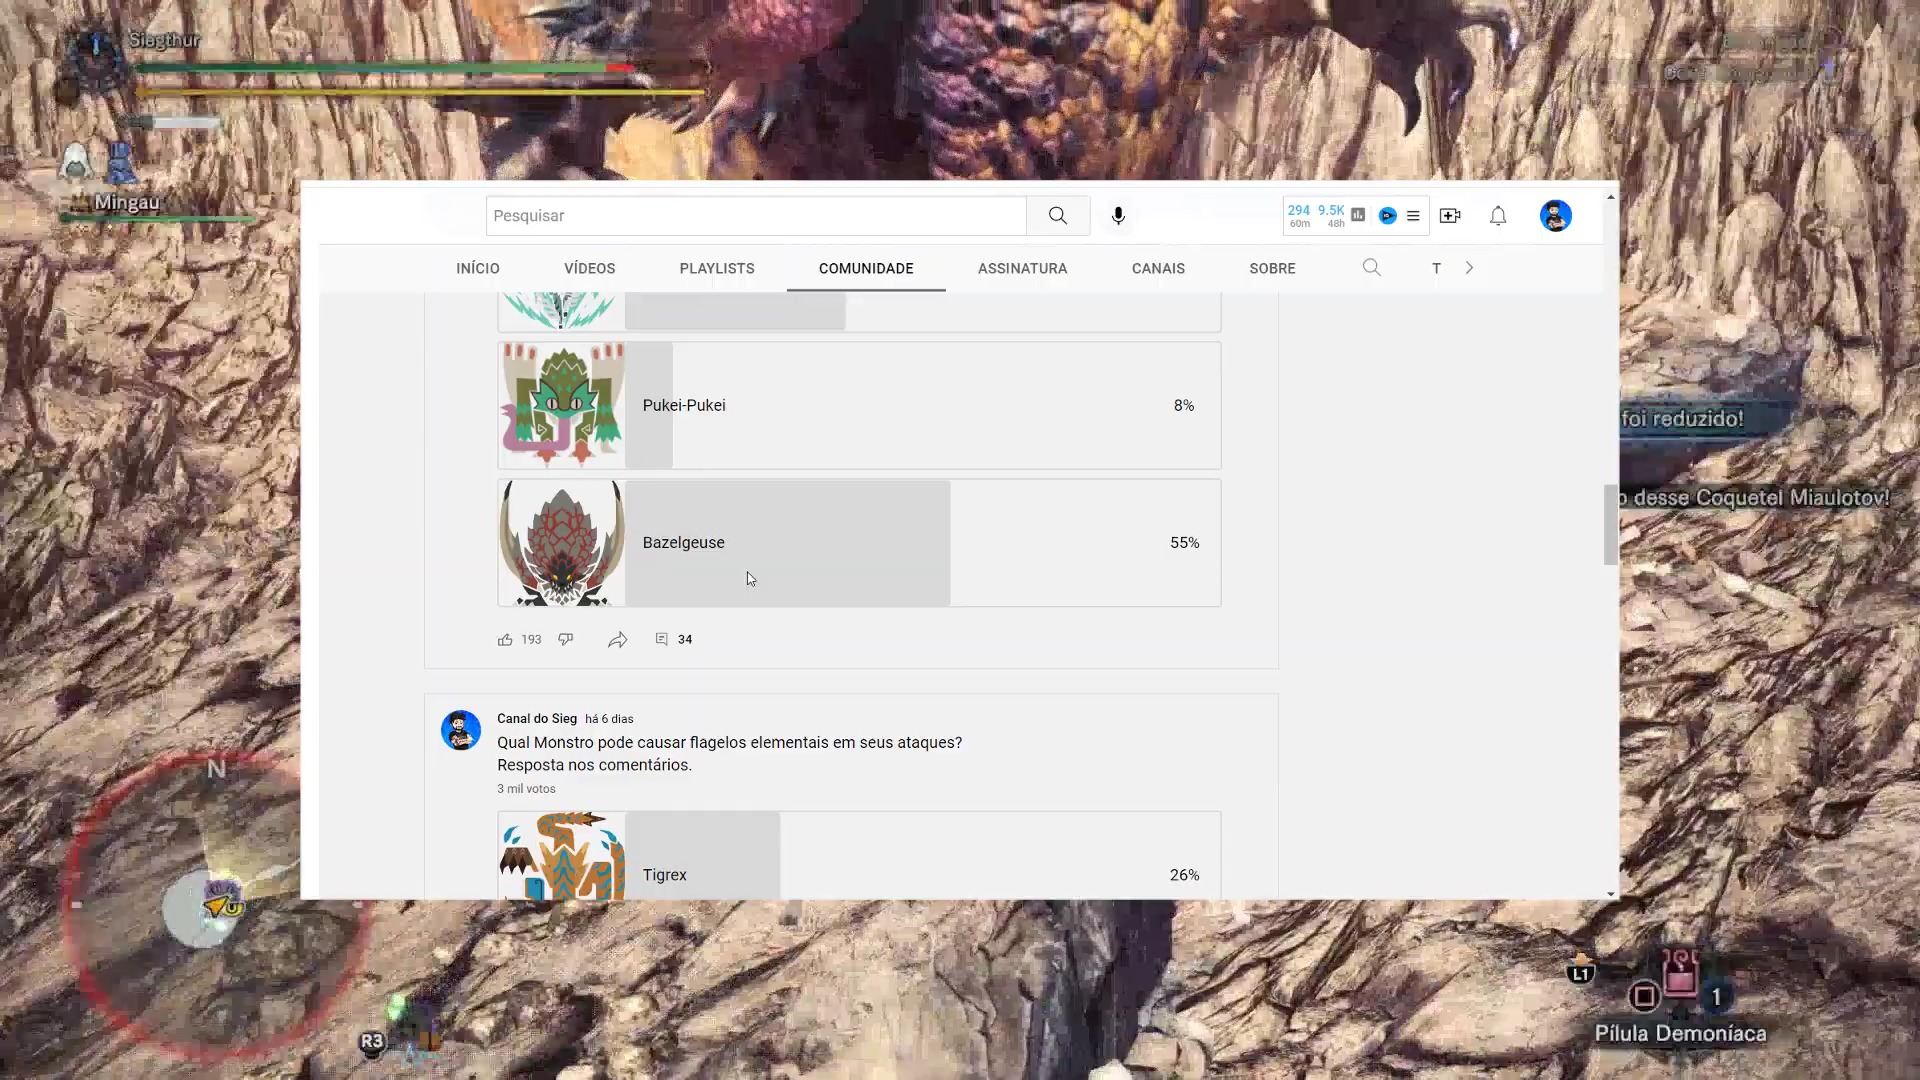 Siegthur
Mingau
Pesquisar
294 9.5K
60m 48h
INÍCIO VÍDEOS PLAYLISTS COMUNIDADE ASSINATURA CANAIS SOBRE T
Pukei-Pukei 8%
foi reduzido!
o desse Coquetel Miaulotov!
Bazelgeuse 55%
193 34
Canal do Sieg há 6 dias
Qual Monstro pode causar flagelos elementais em seus ataques?
Resposta nos comentários.
3 mil votos
Tigrex 26%
N
L1
1
R3
Pílula Demoníaca